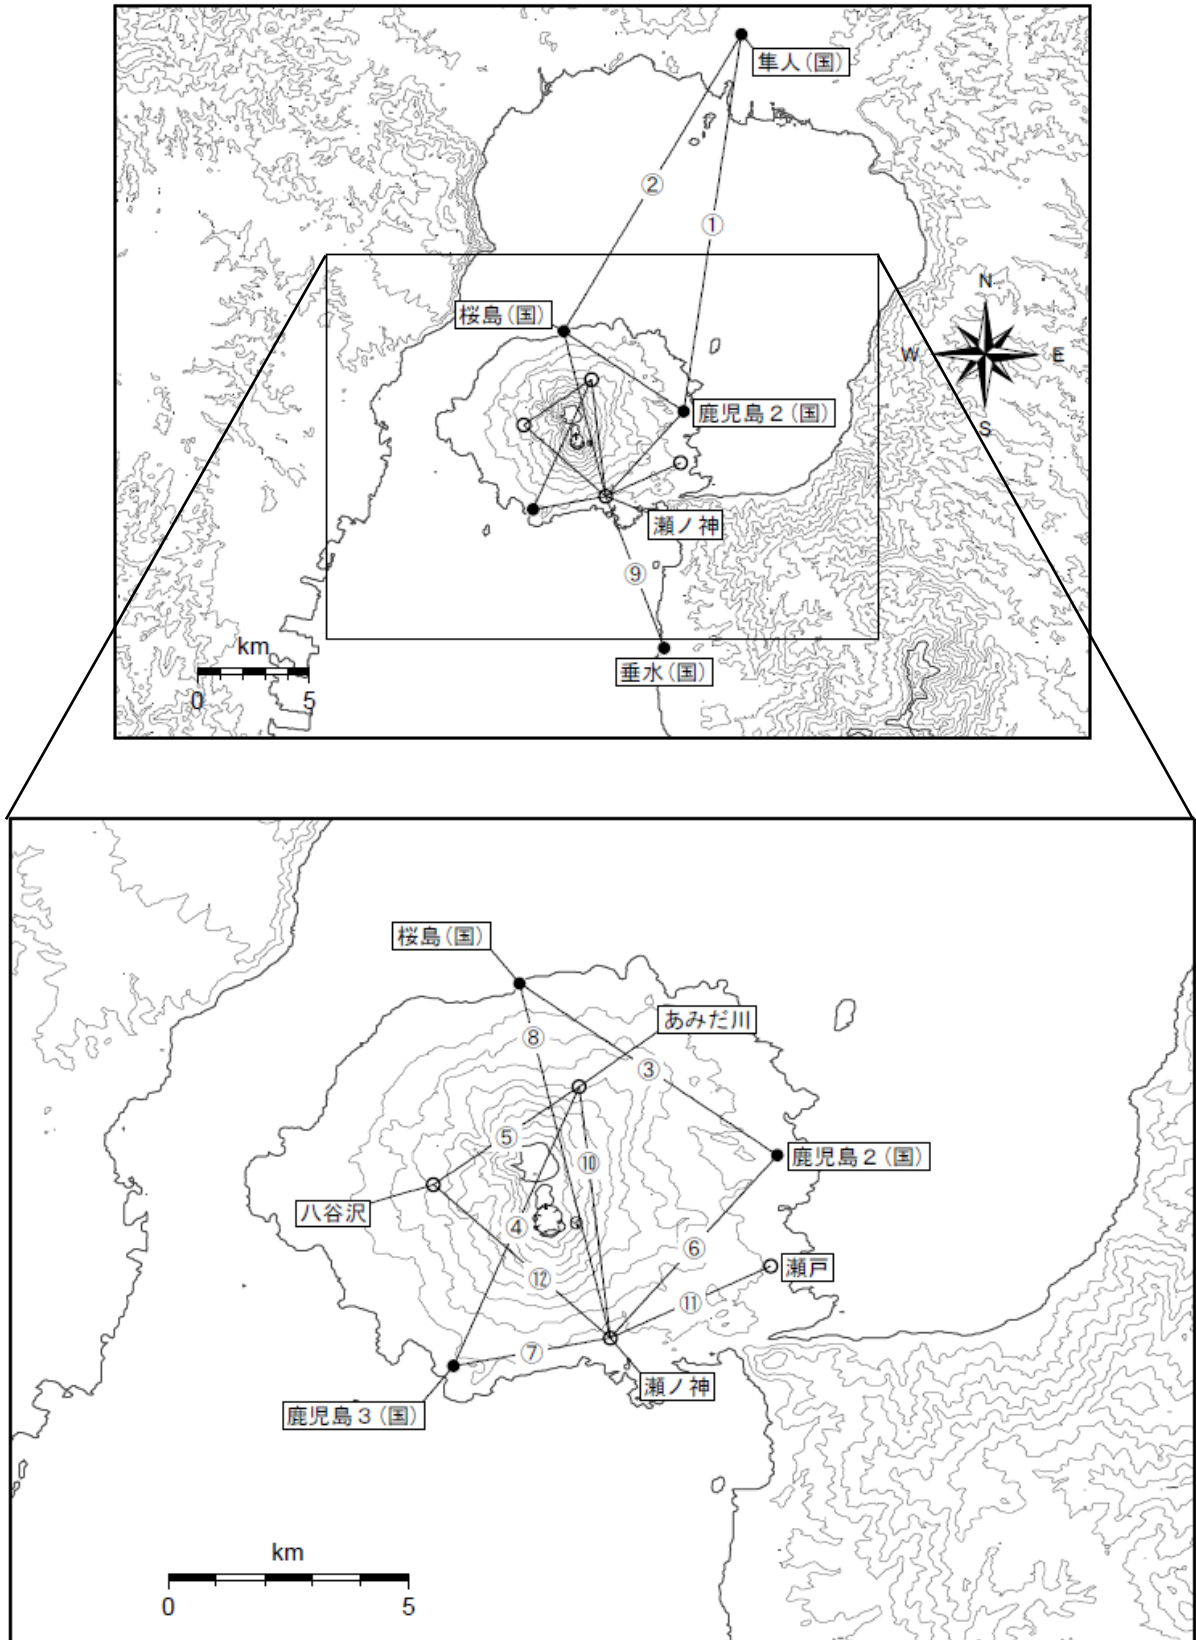 隼人(国)
②
①
N
桜島(国)
W
E
鹿児島2(国)
S
瀬ノ神
⑨
km
垂水(国)
0
5
桜島(国)
あみだ川
⑧
③
⑤
⑩
鹿児島2(国)
八谷沢
④
⑥
瀬戸
⑫
⑪
⑦
瀬ノ神
鹿児島3(国)
km
0
5